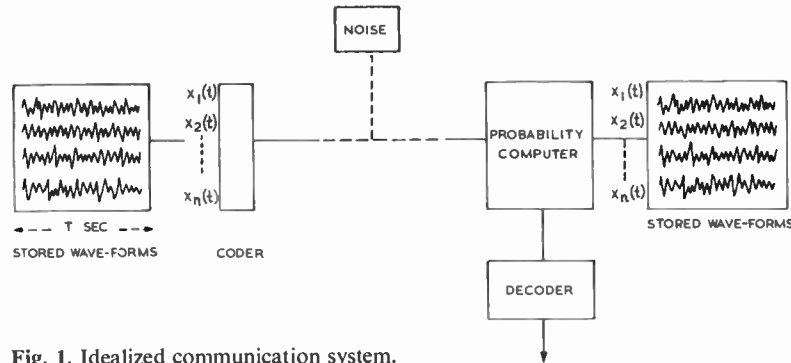 NOISE
x₁(t)
x₂(t)
xₙ(t)
T SEC
STORED WAVE-FORMS
CODER
PROBABILITY
COMPUTER
x₁(t)
x₂(t)
xₙ(t)
STORED WAVE-FORMS
DECODER
Fig. 1. Idealized communication system.